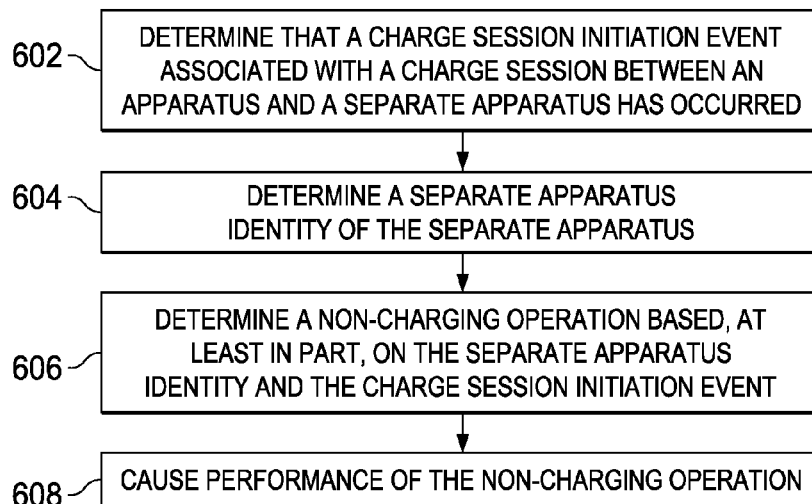 602
DETERMINE THAT A CHARGE SESSION INITIATION EVENT
ASSOCIATED WITH A CHARGE SESSION BETWEEN AN
APPARATUS AND A SEPARATE APPARATUS HAS OCCURRED
604
DETERMINE A SEPARATE APPARATUS
IDENTITY OF THE SEPARATE APPARATUS
606
DETERMINE A NON-CHARGING OPERATION BASED, AT
LEAST IN PART, ON THE SEPARATE APPARATUS
IDENTITY AND THE CHARGE SESSION INITIATION EVENT
608
CAUSE PERFORMANCE OF THE NON-CHARGING OPERATION